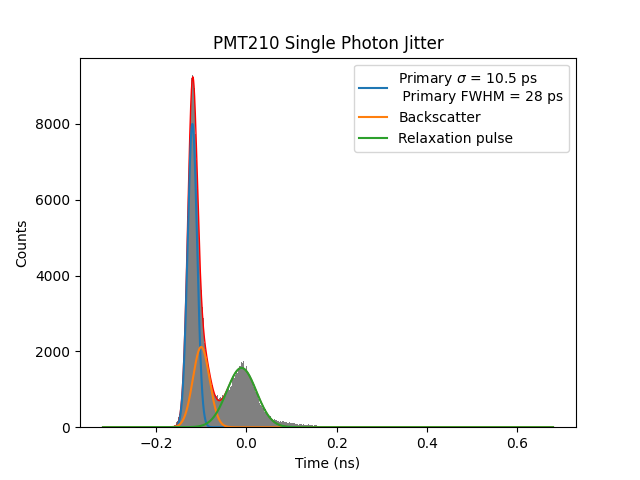 PMT210 Single Photon Jitter
Primary σ = 10.5 ps
Primary FWHM = 28 ps
Backscatter
Relaxation pulse
Counts
8000
6000
4000
2000
0
−0.2 0.0 0.2 0.4 0.6
Time (ns)